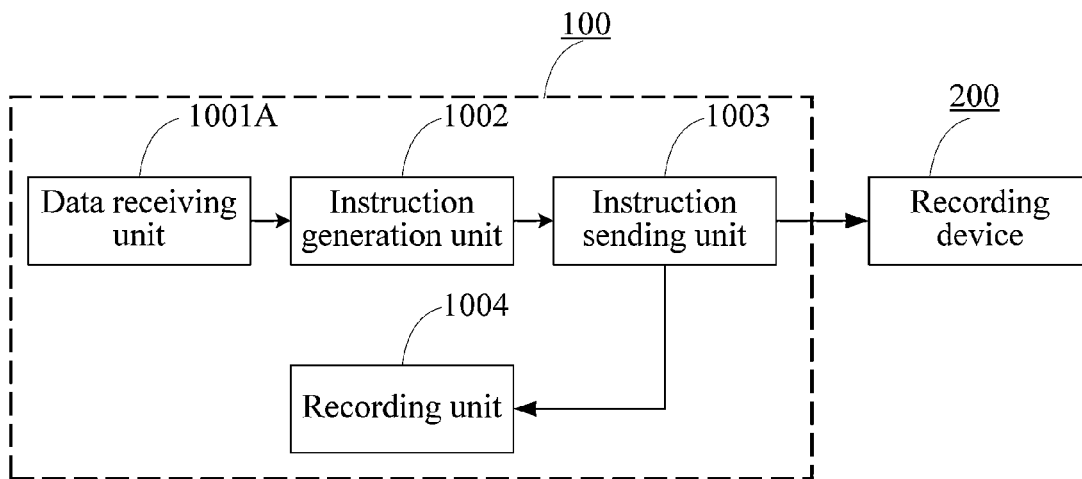 100
1001A
1002
1003
200
Data receiving
unit
Instruction
generation unit
Instruction
sending unit
Recording
device
1004
Recording unit